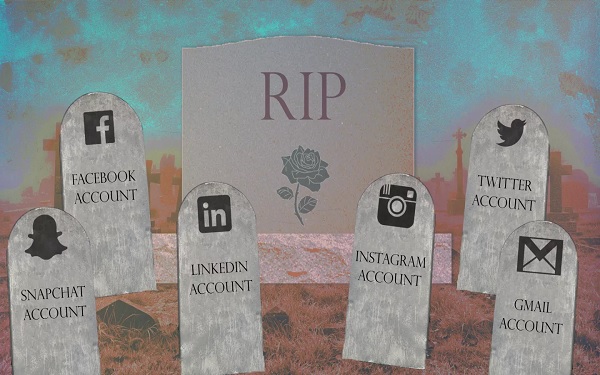 RIP
FACEBOOK
ACCOUNT
TWITTER
ACCOUNT
SNAPCHAT
ACCOUNT
LINKEDIN
ACCOUNT
INSTAGRAM
ACCOUNT
GMAIL
ACCOUNT